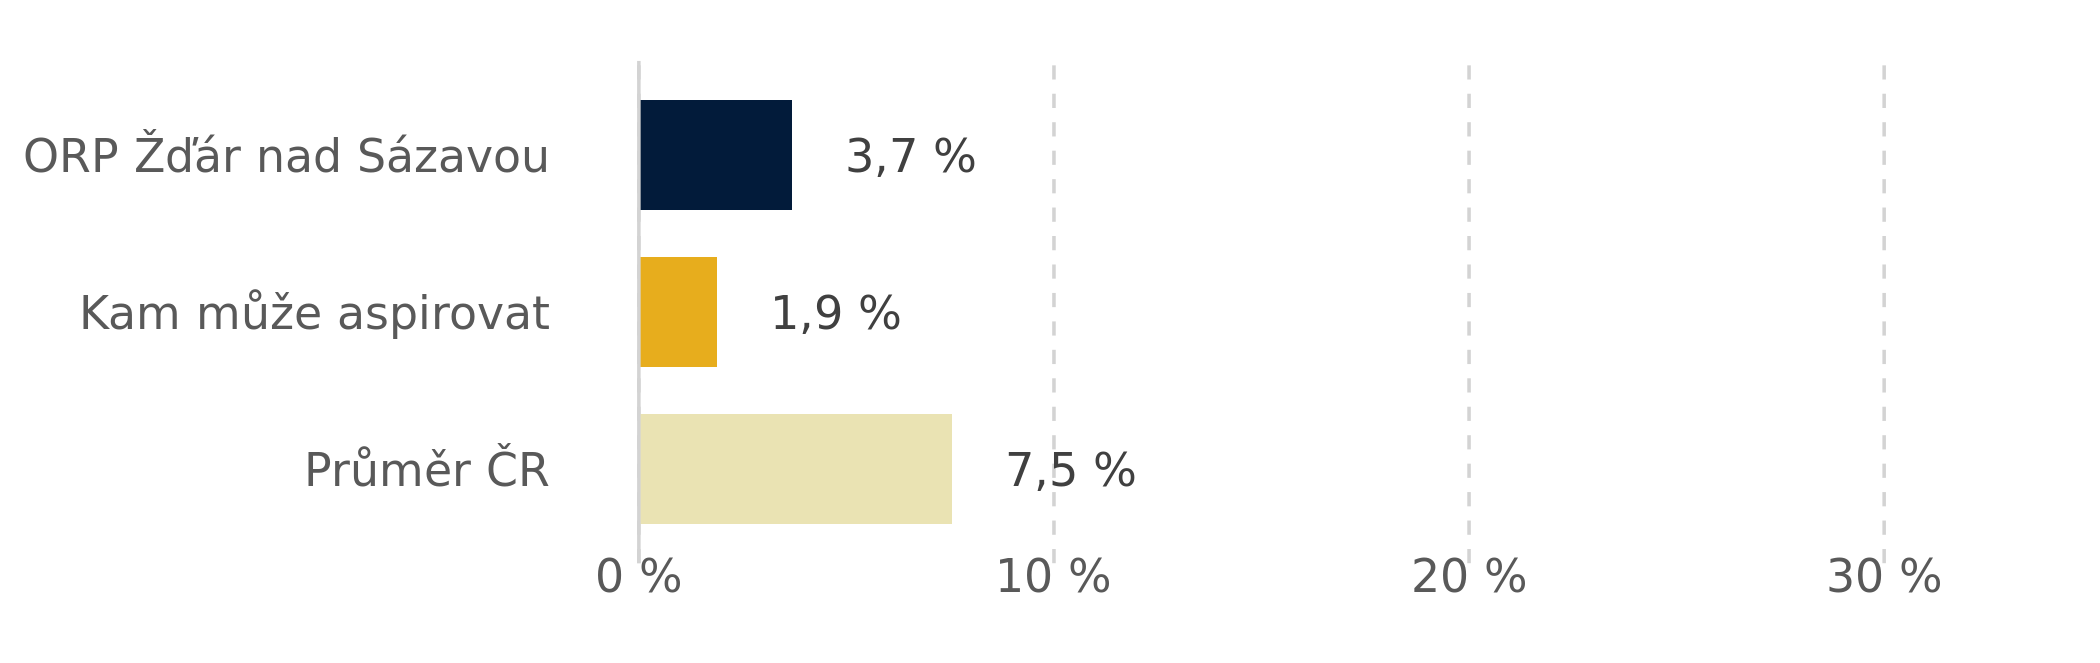 ORP Žďár nad Sázavou 3,7 %
Kam může aspirovat 1,9 %
Průměr ČR 7,5 %
0 % 10 % 20 % 30 %